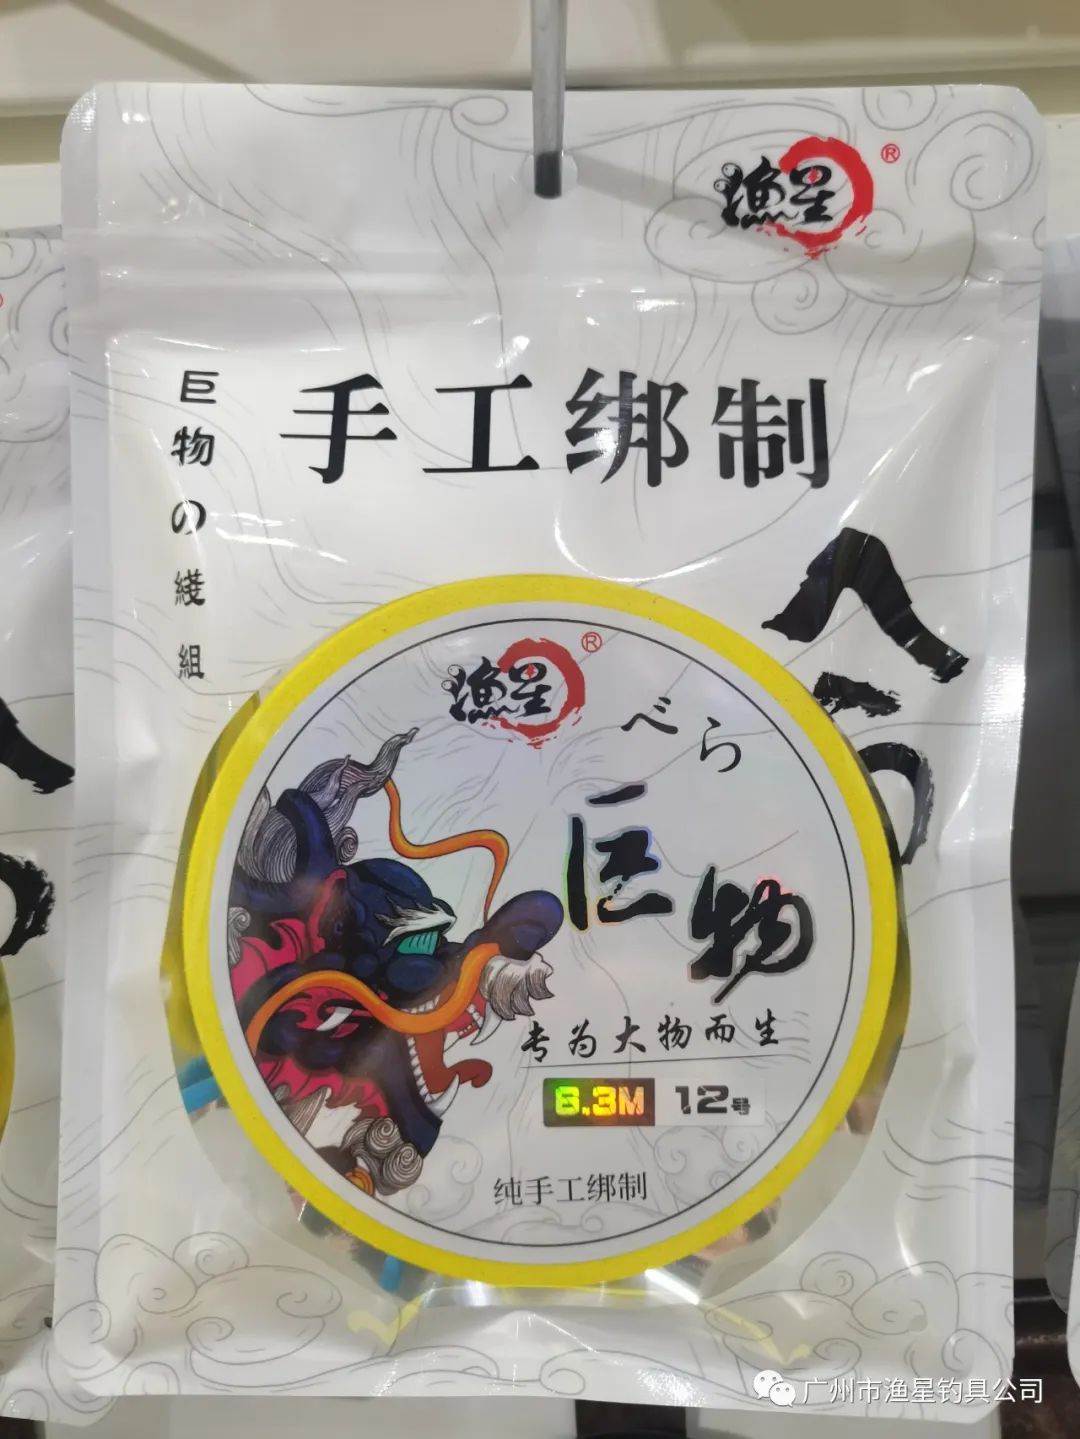 渔星®
手工绑制
巨物の綫組
渔星®
べら
巨物
专为大物而生
6.3M 12号
纯手工绑制
广州市渔星钓具公司